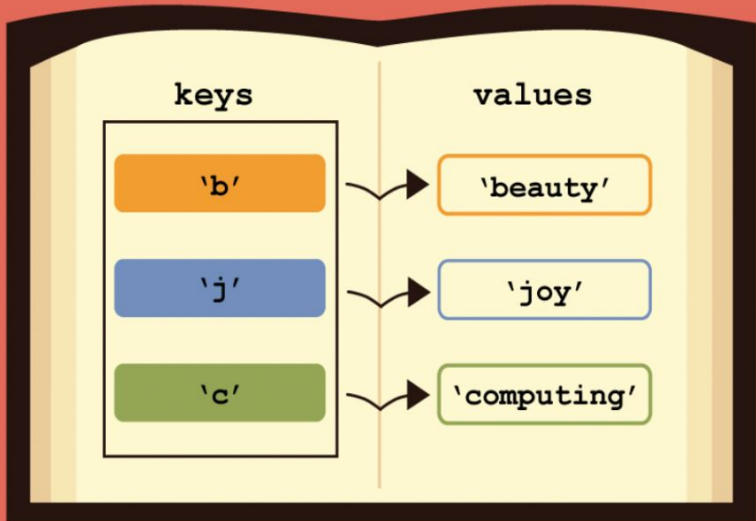 keys values
‘b’ ‘beauty’
‘j’ ‘joy’
‘c’ ‘computing’